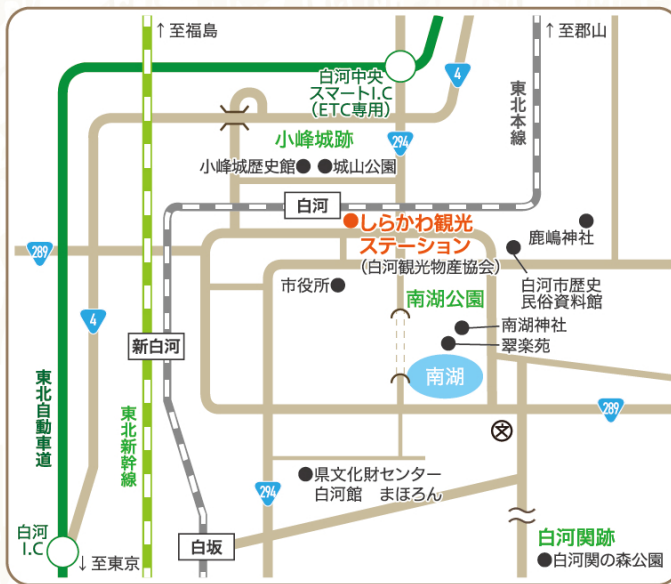 ↑至福島
↑至郡山
白河中央
スマートI.C
(ETC専用)
4
東北本線
小峰城跡
294
小峰城歴史館
城山公園
白河
しらかわ観光
ステーション
(白河観光物産協会)
鹿嶋神社
289
白河市歴史
民俗資料館
市役所
南湖公園
4
南湖神社
翠楽苑
新白河
南湖
東北自動車道
東北新幹線
289
県文化財センター
白河館 まほろん
294
白河
I.C
↓至東京
白坂
白河関跡
白河関の森公園